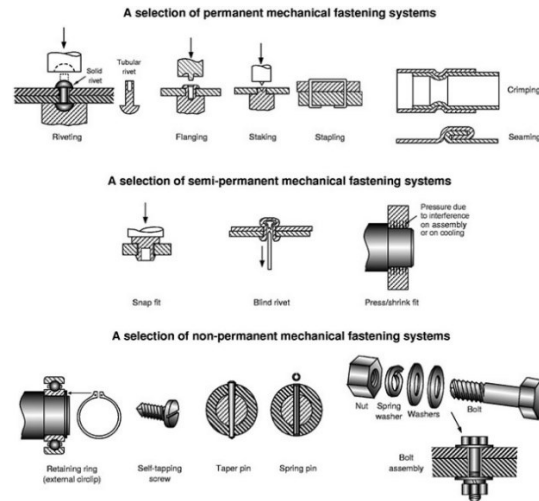 A selection of permanent mechanical fastening systems
Solid
rivet
Tubular
rivet
Riveting
Flanging
Staking
Stapling
Crimping
Seaming
A selection of semi-permanent mechanical fastening systems
Pressure due
to interference
on assembly
or on cooling
Snap fit
Blind rivet
Press/shrink fit
A selection of non-permanent mechanical fastening systems
Nut
Spring
washer
Washers
Bolt
Retaining ring
(external circlip)
Self-tapping
screw
Taper pin
Spring pin
Bolt
assembly